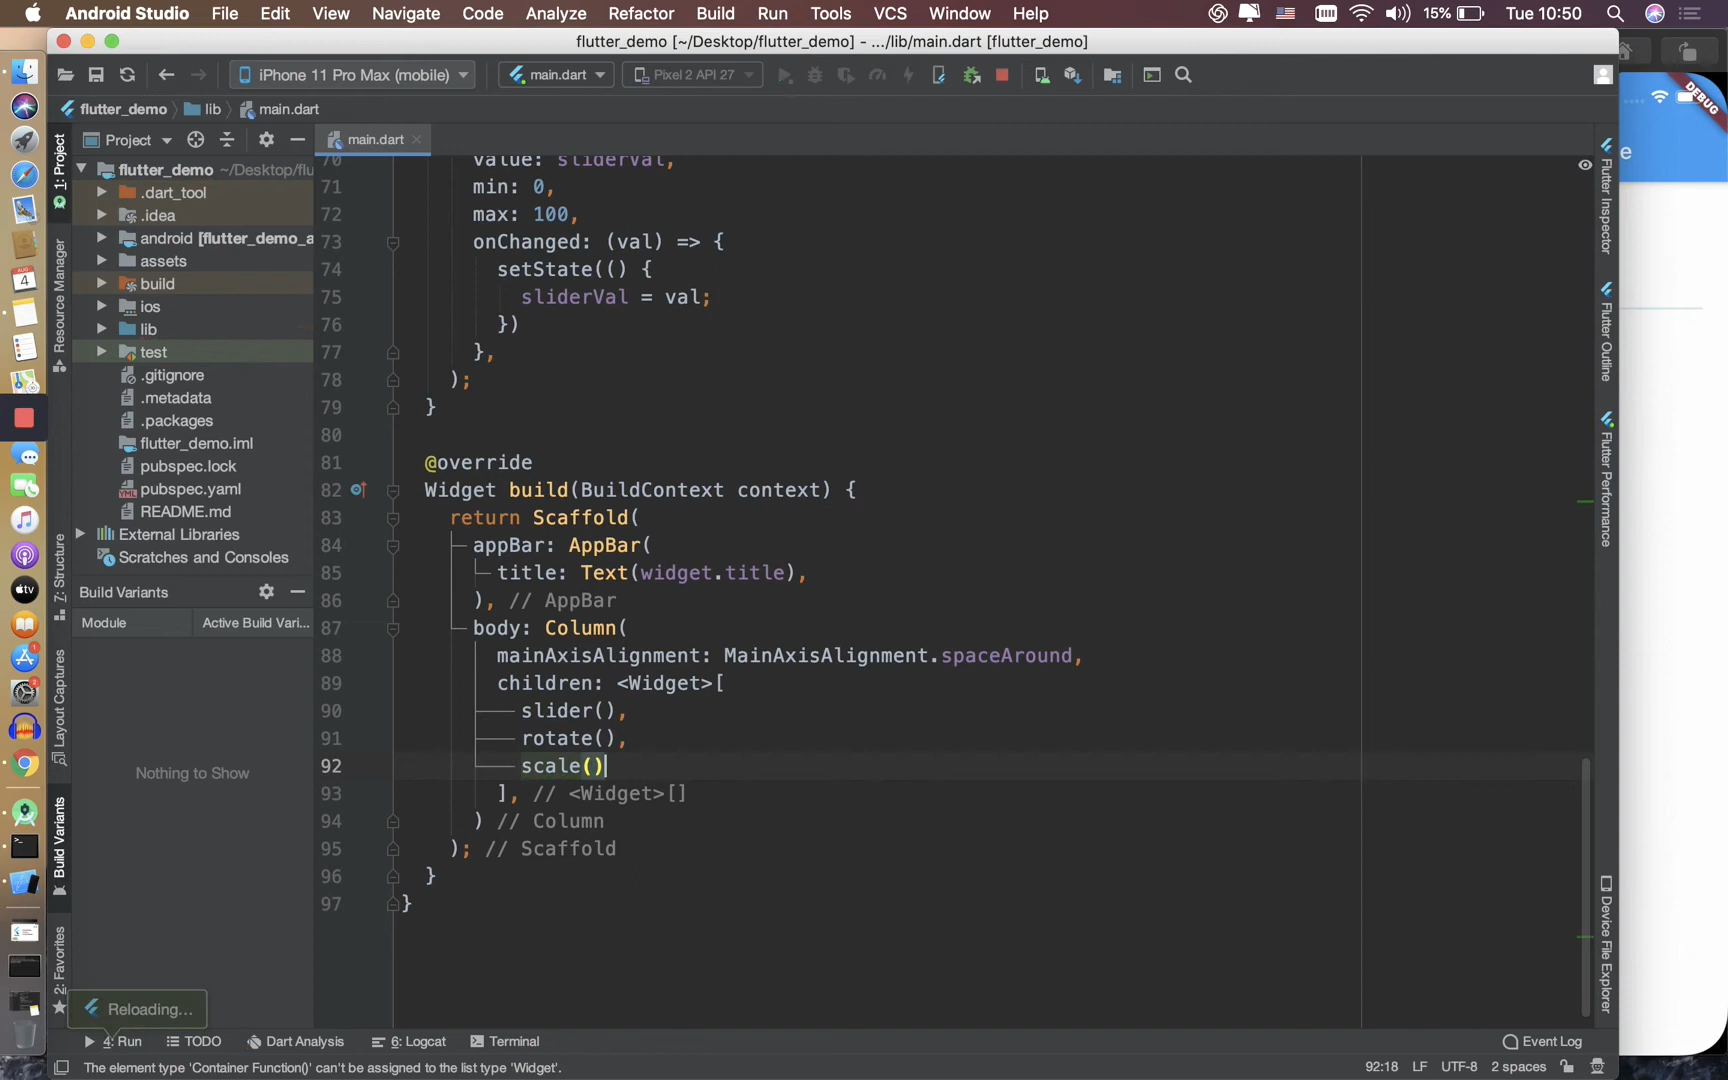 Android Studio File Edit View Navigate Code Analyze Refactor Build Run Tools VCS Window Help 15% Tue 10:50
flutter_demo [~/Desktop/flutter_demo] - .../lib/main.dart [flutter_demo]
iPhone 11 Pro Max (mobile) main.dart Pixel 2 API 27
DEBUG
flutter_demo lib main.dart
Project main.dart
1: Project
Resource Manager
7: Structure
Layout Captures
Build Variants
2: Favorites
flutter_demo ~/Desktop/flu
.dart_tool
.idea
android [flutter_demo_a
assets
build
ios
lib
test
.gitignore
.metadata
.packages
flutter_demo.iml
pubspec.lock
pubspec.yaml
README.md
External Libraries
Scratches and Consoles
Build Variants
Module Active Build Vari...
Nothing to Show
70 value: sliderVal,
71 min: 0,
72 max: 100,
73 onChanged: (val) => {
74 setState(() {
75 sliderVal = val;
76 })
77 },
78 );
79 }
80
81 @override
82 Widget build(BuildContext context) {
83 return Scaffold(
84 appBar: AppBar(
85 title: Text(widget.title),
86 ), // AppBar
87 body: Column(
88 mainAxisAlignment: MainAxisAlignment.spaceAround,
89 children: <Widget>[
90 slider(),
91 rotate(),
92 scale()
93 ], // <Widget>[]
94 ) // Column
95 ); // Scaffold
96 }
97 }
Flutter Inspector
Flutter Outline
Flutter Performance
Device File Explorer
e
Reloading...
4: Run TODO Dart Analysis 6: Logcat Terminal Event Log
The element type 'Container Function()' can't be assigned to the list type 'Widget'. 92:18 LF UTF-8 2 spaces